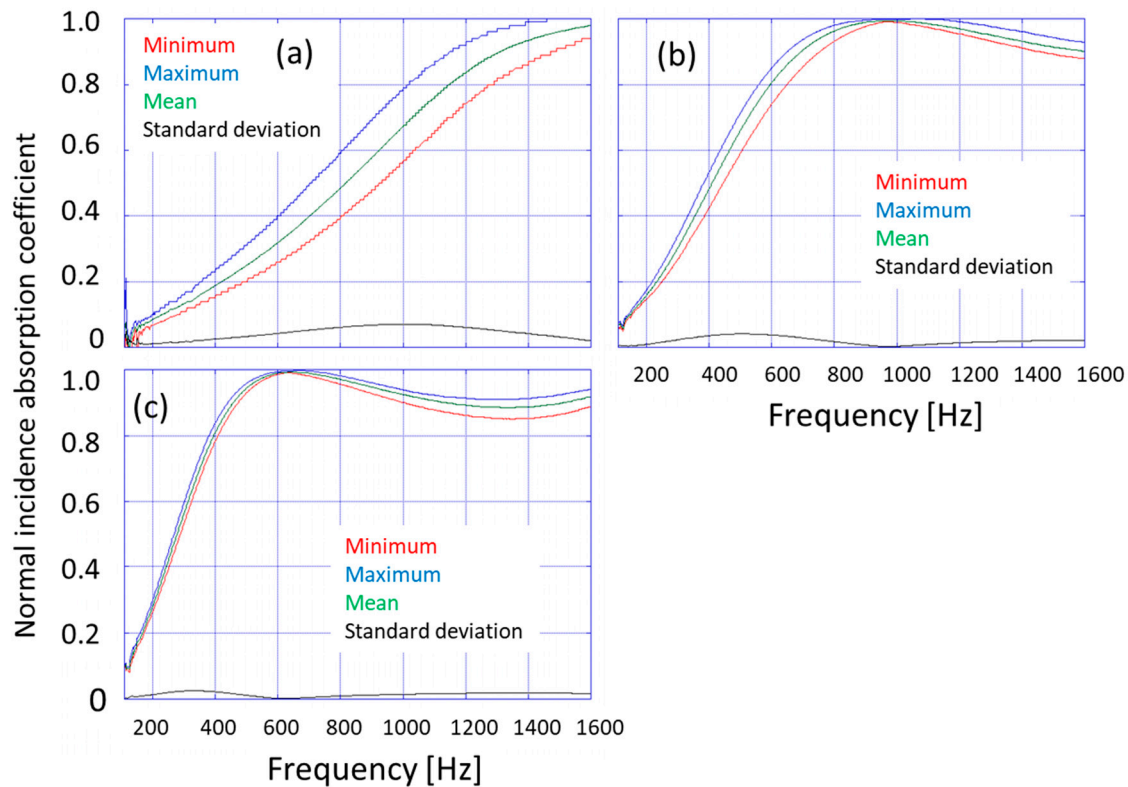 Normal incidence absorption coefficient
1.0
0.8
0.6
0.4
0.2
0
(a)
Minimum
Maximum
Mean
Standard deviation
(b)
Minimum
Maximum
Mean
Standard deviation
200 400 600 800 1000 1200 1400 1600
Frequency [Hz]
1.0
0.8
0.6
0.4
0.2
0
(c)
Minimum
Maximum
Mean
Standard deviation
200 400 600 800 1000 1200 1400 1600
Frequency [Hz]